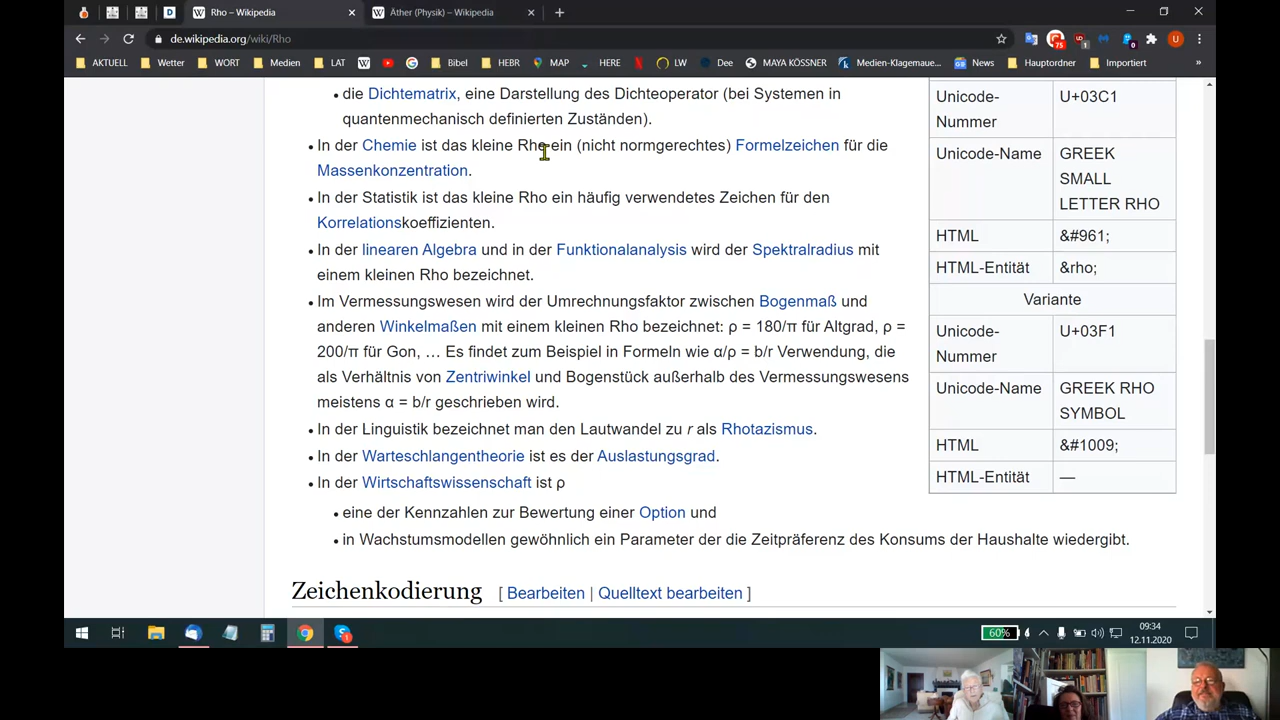 Rho – Wikipedia
Äther (Physik) – Wikipedia
de.wikipedia.org/wiki/Rho
75
1
0
U
AKTUELL Wetter WORT Medien LAT Bibel HEBR MAP HERE LW Dee MAYA KÖSSNER Medien-Klagemaue... News Hauptordner Importiert
die Dichtematrix, eine Darstellung des Dichteoperator (bei Systemen in
quantenmechanisch definierten Zuständen).
In der Chemie ist das kleine Rho ein (nicht normgerechtes) Formelzeichen für die
Massenkonzentration.
In der Statistik ist das kleine Rho ein häufig verwendetes Zeichen für den
Korrelationskoeffizienten.
In der linearen Algebra und in der Funktionalanalysis wird der Spektralradius mit
einem kleinen Rho bezeichnet.
Im Vermessungswesen wird der Umrechnungsfaktor zwischen Bogenmaß und
anderen Winkelmaßen mit einem kleinen Rho bezeichnet: ρ = 180/π für Altgrad, ρ =
200/π für Gon, … Es findet zum Beispiel in Formeln wie α/ρ = b/r Verwendung, die
als Verhältnis von Zentriwinkel und Bogenstück außerhalb des Vermessungswesens
meistens α = b/r geschrieben wird.
In der Linguistik bezeichnet man den Lautwandel zu r als Rhotazismus.
In der Warteschlangentheorie ist es der Auslastungsgrad.
In der Wirtschaftswissenschaft ist ρ
eine der Kennzahlen zur Bewertung einer Option und
in Wachstumsmodellen gewöhnlich ein Parameter der die Zeitpräferenz des Konsums der Haushalte wiedergibt.
Zeichenkodierung [ Bearbeiten | Quelltext bearbeiten ]
Unicode-
Nummer
U+03C1
Unicode-Name
GREEK
SMALL
LETTER RHO
HTML
&#961;
HTML-Entität
&rho;
Variante
Unicode-
Nummer
U+03F1
Unicode-Name
GREEK RHO
SYMBOL
HTML
&#1009;
HTML-Entität
—
60%
09:34
12.11.2020